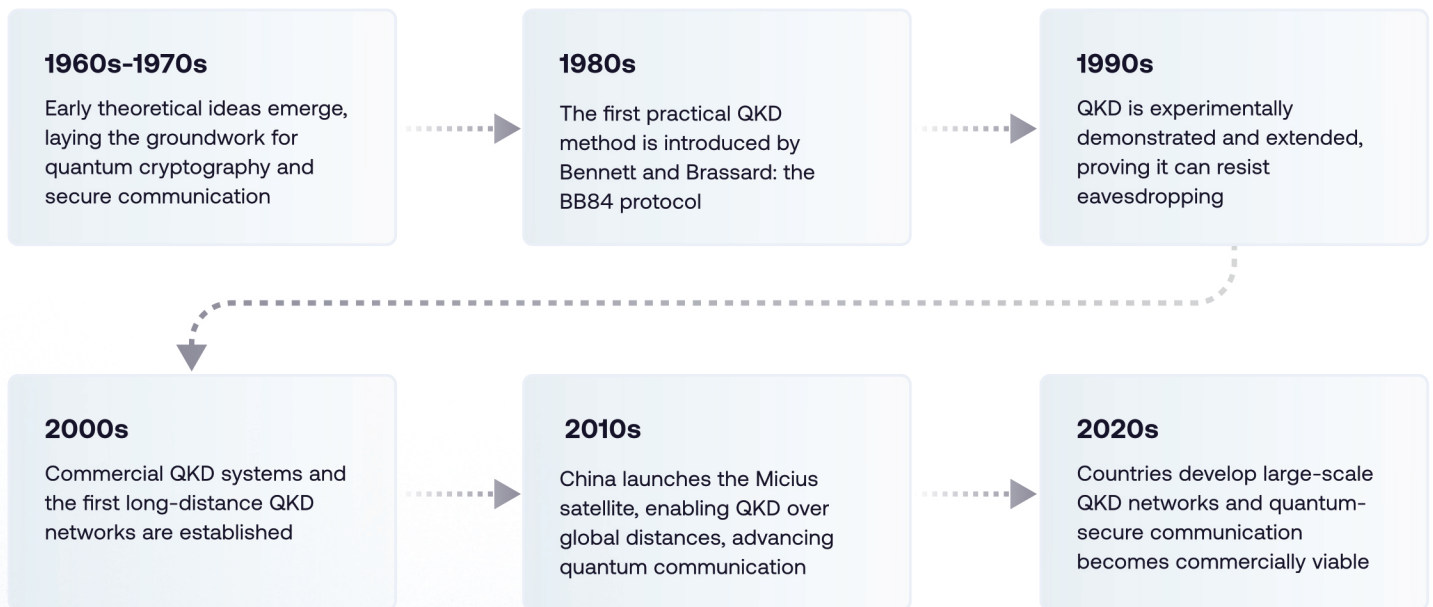 1960s-1970s
Early theoretical ideas emerge,
laying the groundwork for
quantum cryptography and
secure communication
1980s
The first practical QKD
method is introduced by
Bennett and Brassard: the
BB84 protocol
1990s
QKD is experimentally
demonstrated and extended,
proving it can resist
eavesdropping
2000s
Commercial QKD systems and
the first long-distance QKD
networks are established
2010s
China launches the Micius
satellite, enabling QKD over
global distances, advancing
quantum communication
2020s
Countries develop large-scale
QKD networks and quantum-
secure communication
becomes commercially viable